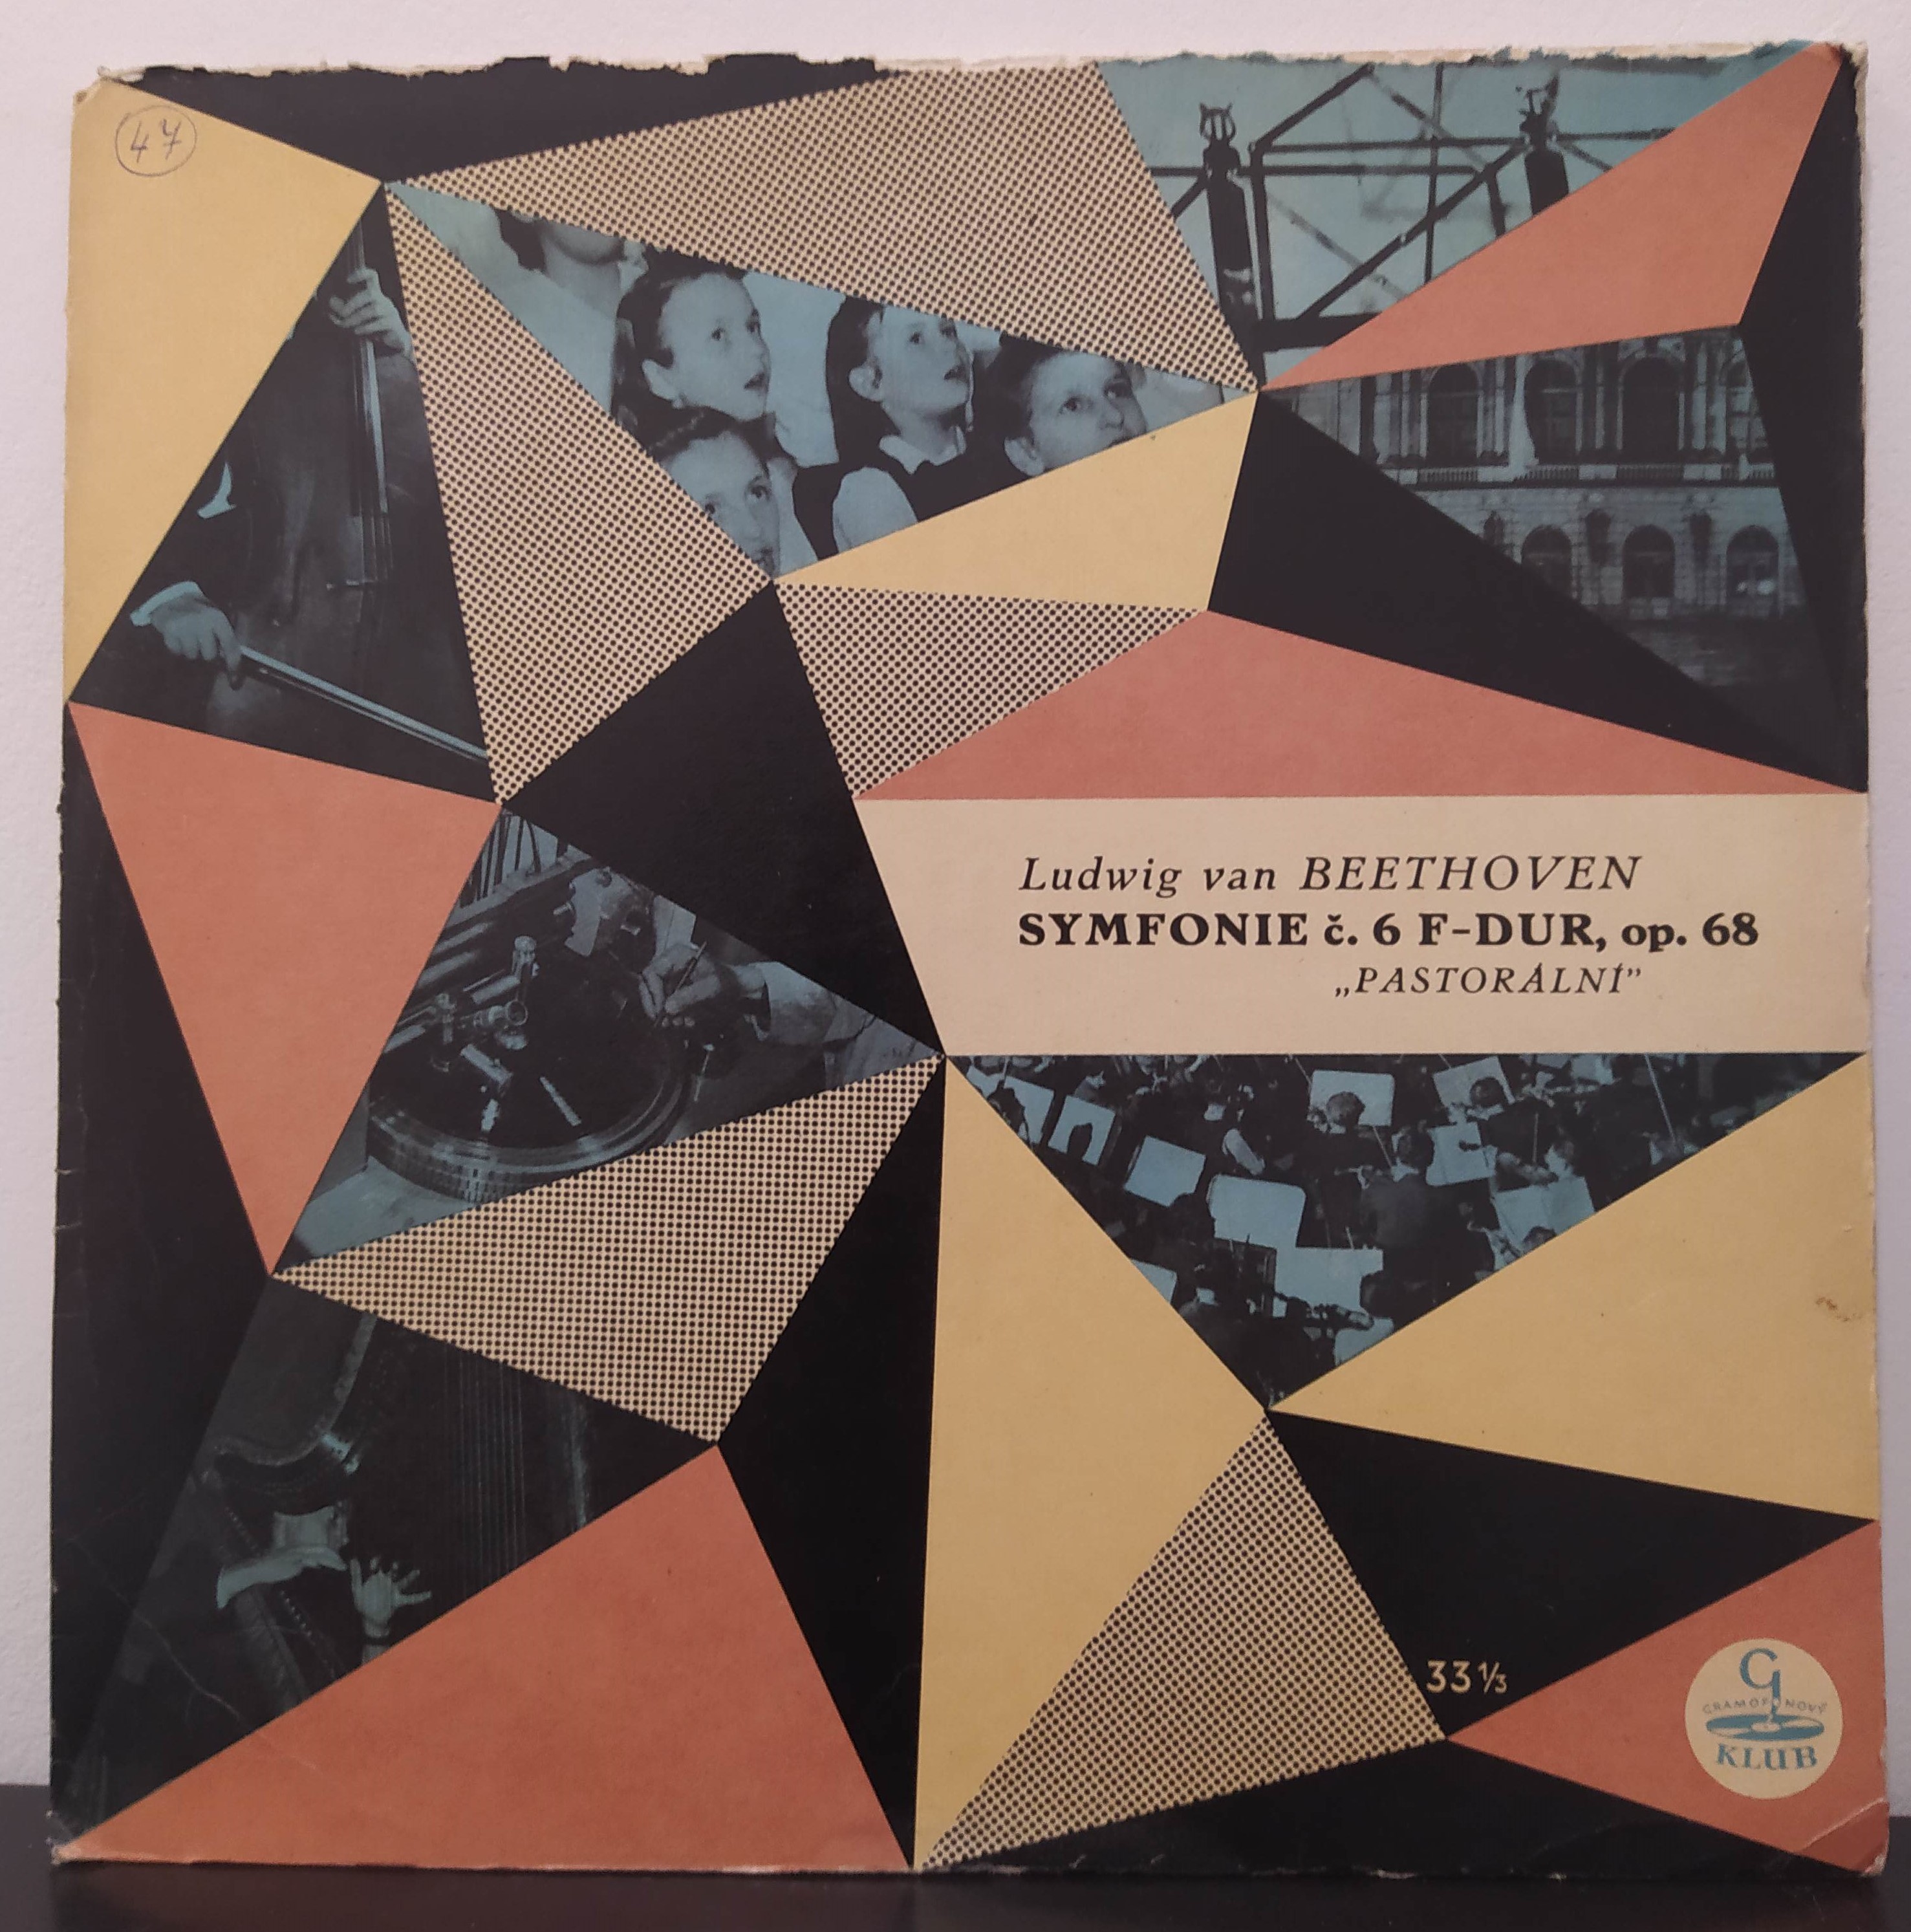 47
Ludwig van BEETHOVEN
SYMFONIE č. 6 F-DUR, op. 68
„PASTORÁLNÍ”
33 1/3
G
GRAMOFONOVÝ
KLUB